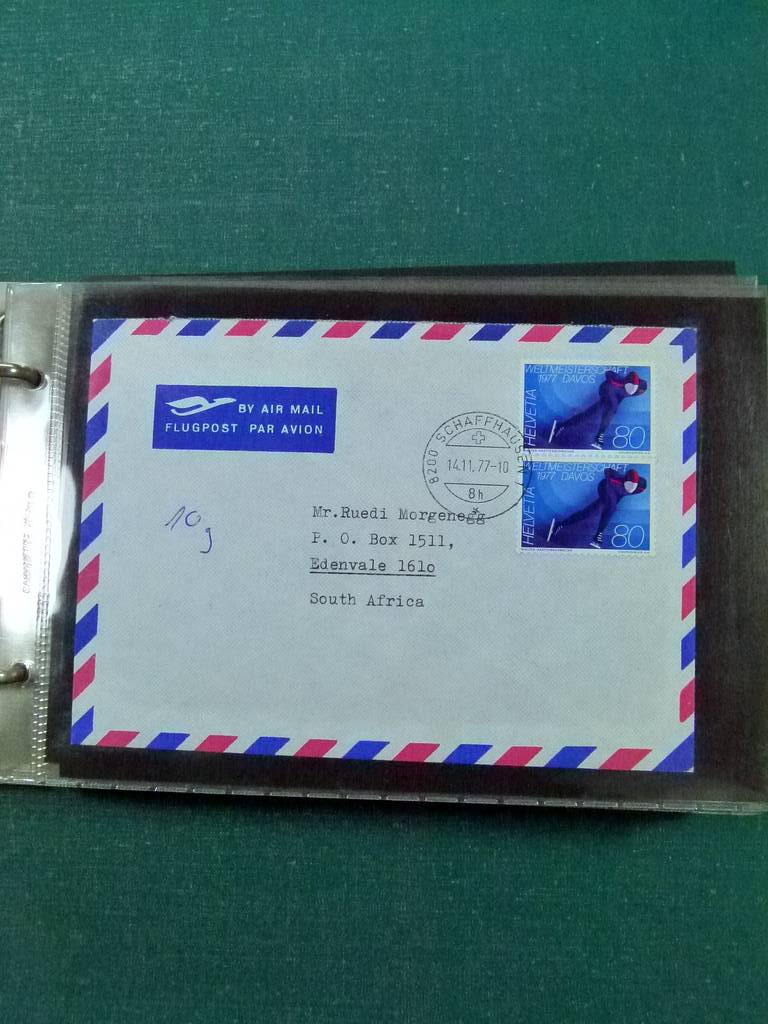 BY AIR MAIL
FLUGPOST PAR AVION
WELTMEISTERSCHAFT
1977 DAVOS
HELVETIA
80
8200 SCHAFFHAUSEN
14.11.77-10
8h
WELTMEISTERSCHAFT
1977 DAVOS
HELVETIA
80
10g
Mr.Ruedi Morgenegg
P. O. Box 1511,
Edenvale 161o
South Africa